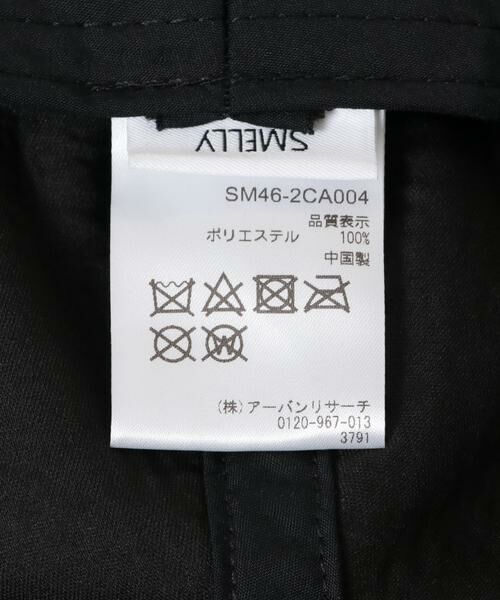 SMELLY
SM46-2CA004
品質表示
ポリエステル 100%
中国製
W
(株)アーバンリサーチ
0120-967-013
3791